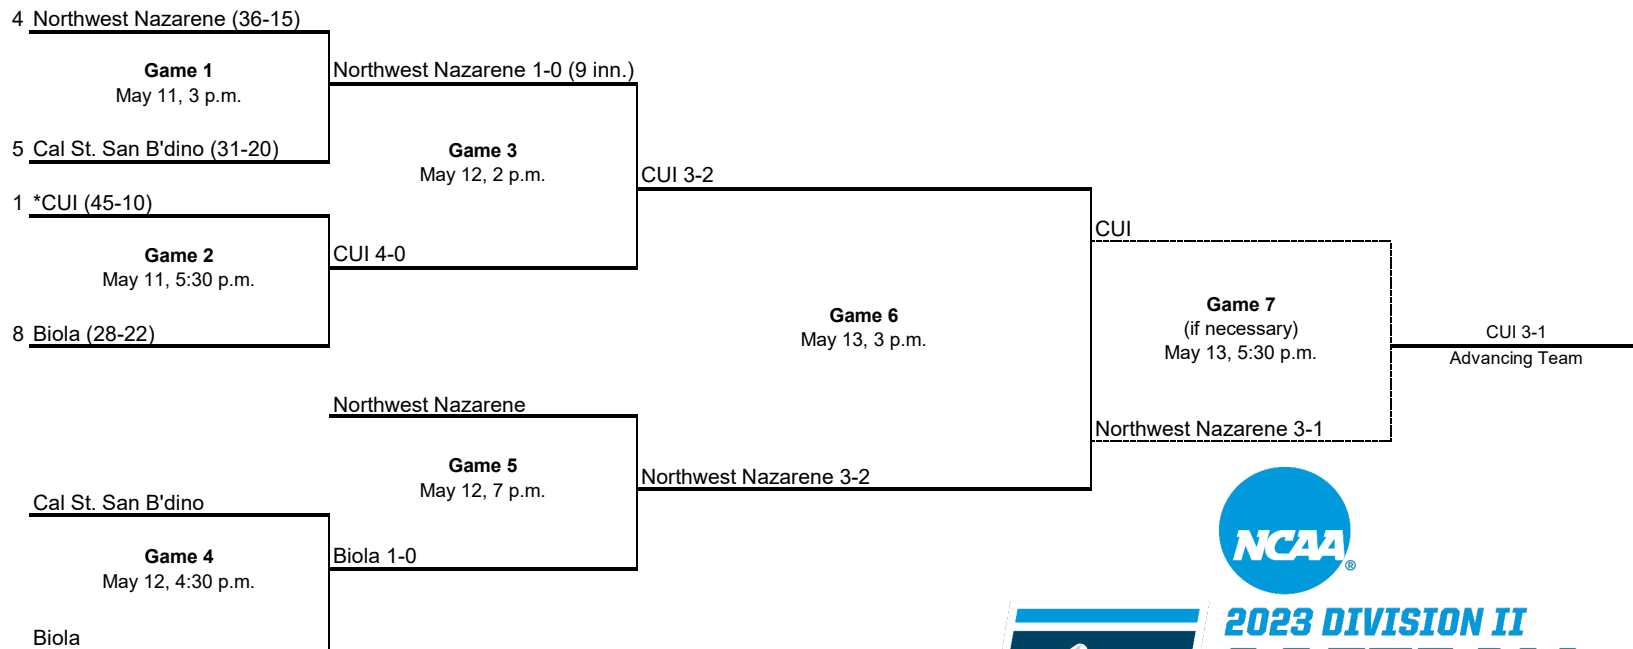 4 Northwest Nazarene (36-15)
Game 1
May 11, 3 p.m.
Northwest Nazarene 1-0 (9 inn.)
5 Cal St. San B'dino (31-20)
Game 3
May 12, 2 p.m.
CUI 3-2
1 *CUI (45-10)
Game 2
May 11, 5:30 p.m.
CUI 4-0
8 Biola (28-22)
CUI
Game 6
May 13, 3 p.m.
Game 7
(if necessary)
May 13, 5:30 p.m.
CUI 3-1
Advancing Team
Northwest Nazarene
Game 5
May 12, 7 p.m.
Northwest Nazarene 3-1
Northwest Nazarene 3-2
Cal St. San B'dino
Game 4
May 12, 4:30 p.m.
Biola 1-0
Biola
NCAA®
2023 DIVISION II